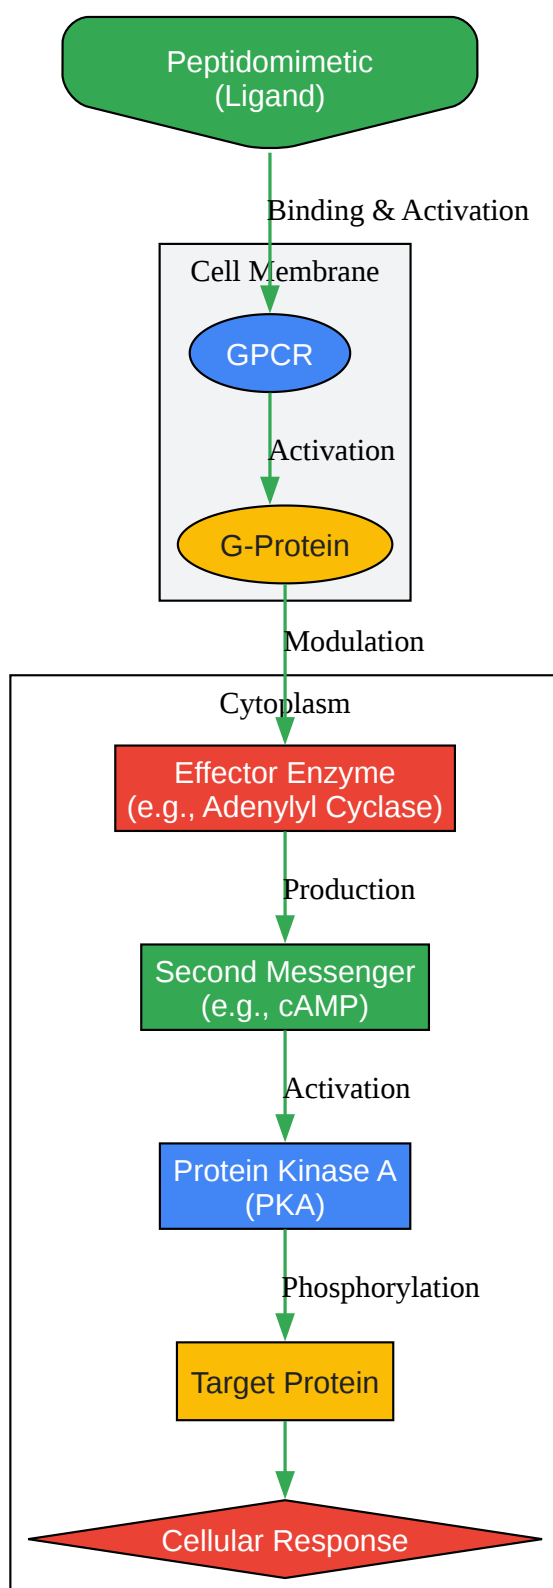 Peptidomimetic
(Ligand)
Binding & Activation
Cell Membrane
GPCR
Activation
G-Protein
Modulation
Cytoplasm
Effector Enzyme
(e.g., Adenylyl Cyclase)
Production
Second Messenger
(e.g., cAMP)
Activation
Protein Kinase A
(PKA)
Phosphorylation
Target Protein
Cellular Response